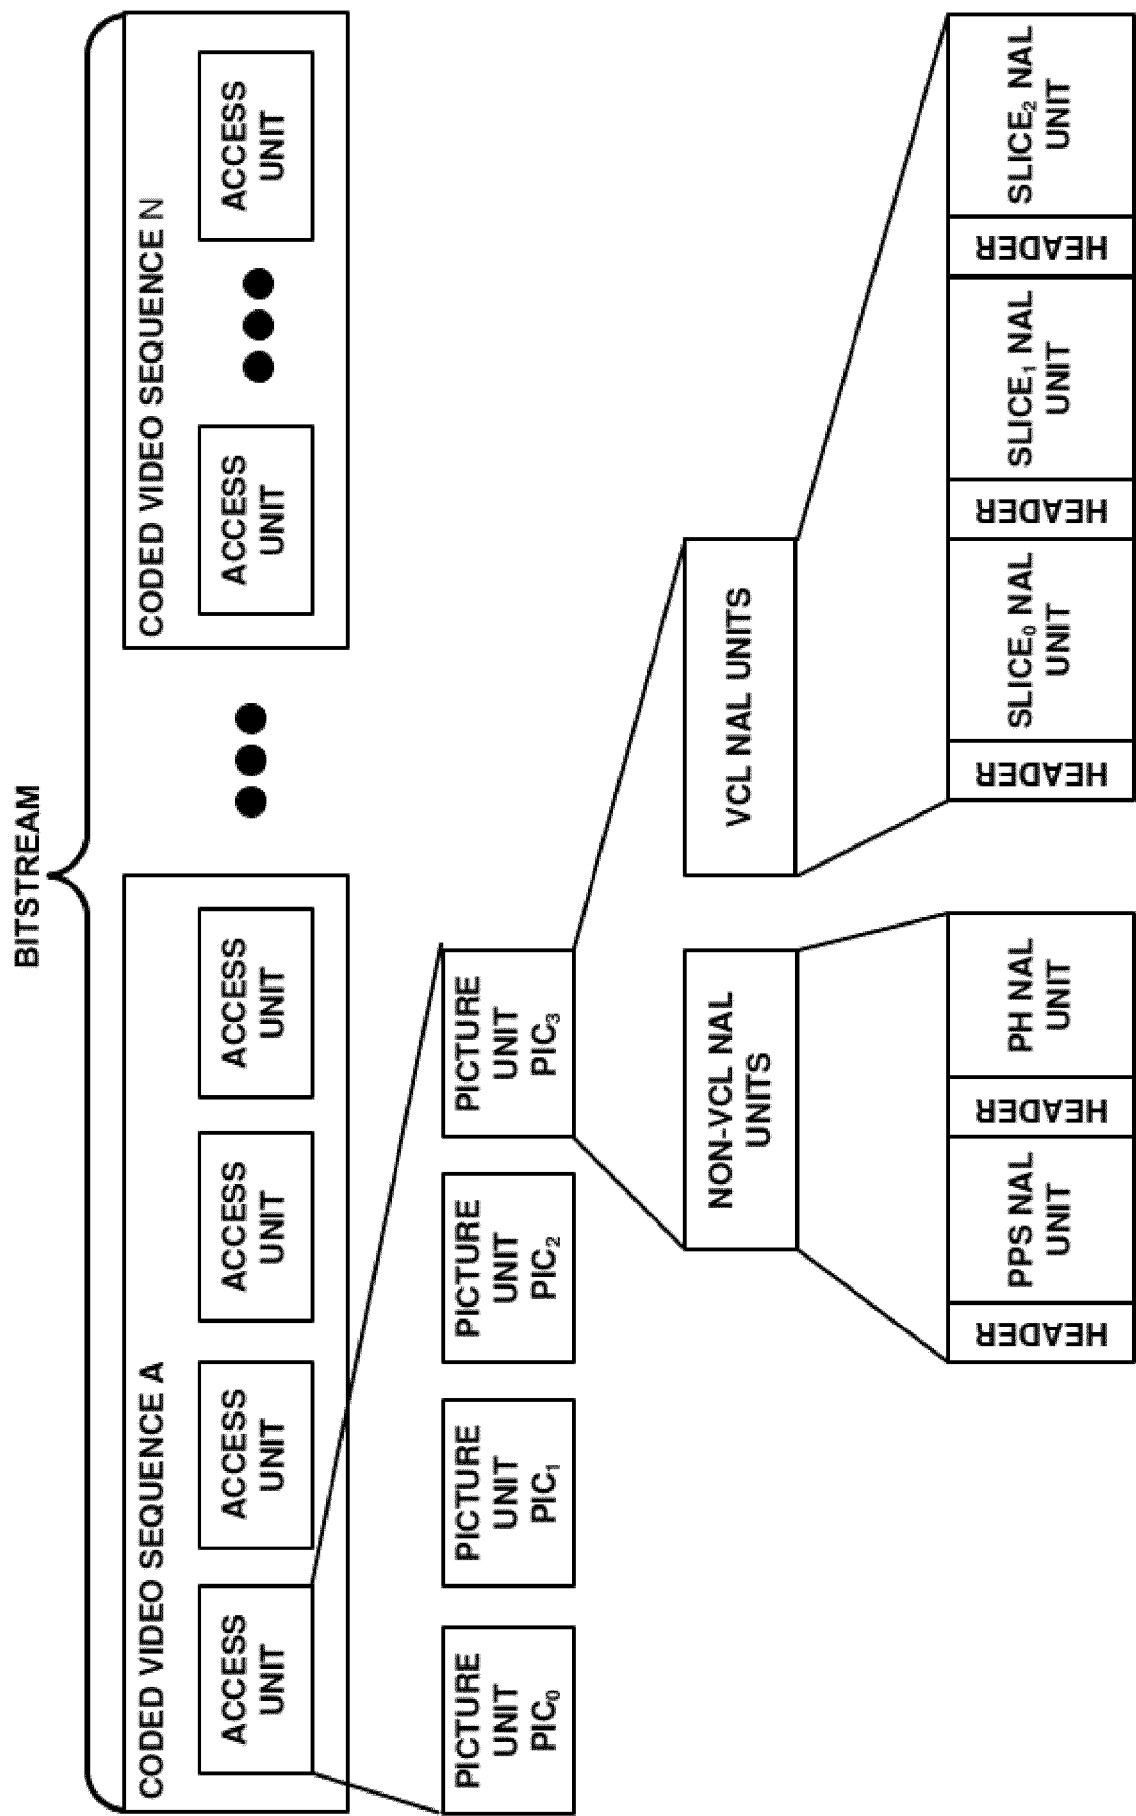 BITSTREAM
CODED VIDEO SEQUENCE A
ACCESS
UNIT
ACCESS
UNIT
ACCESS
UNIT
ACCESS
UNIT
CODED VIDEO SEQUENCE N
ACCESS
UNIT
ACCESS
UNIT
PICTURE
UNIT
PIC₀
PICTURE
UNIT
PIC₁
PICTURE
UNIT
PIC₂
PICTURE
UNIT
PIC₃
NON-VCL NAL
UNITS
VCL NAL UNITS
HEADER
PPS NAL
UNIT
HEADER
PH NAL
UNIT
HEADER
SLICE₀ NAL
UNIT
HEADER
SLICE₁ NAL
UNIT
HEADER
SLICE₂ NAL
UNIT